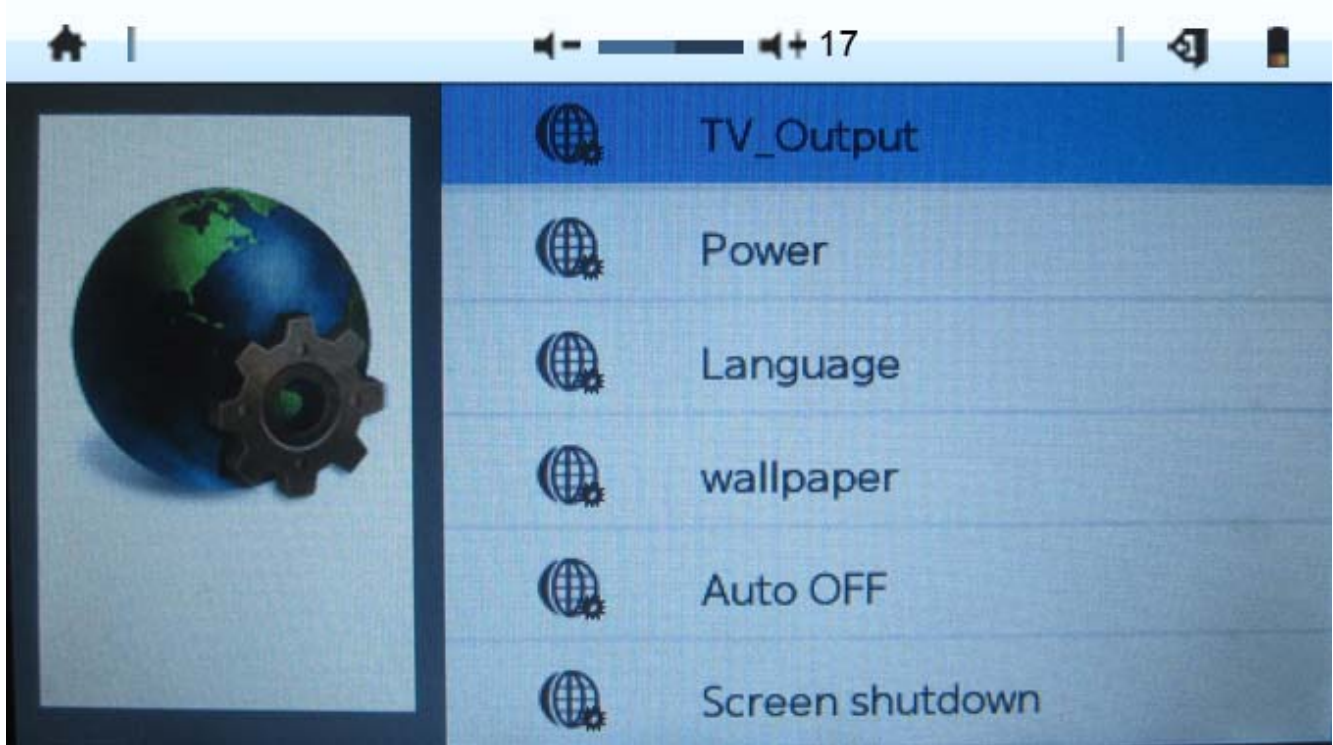 17
TV_Output
Power
Language
wallpaper
Auto OFF
Screen shutdown